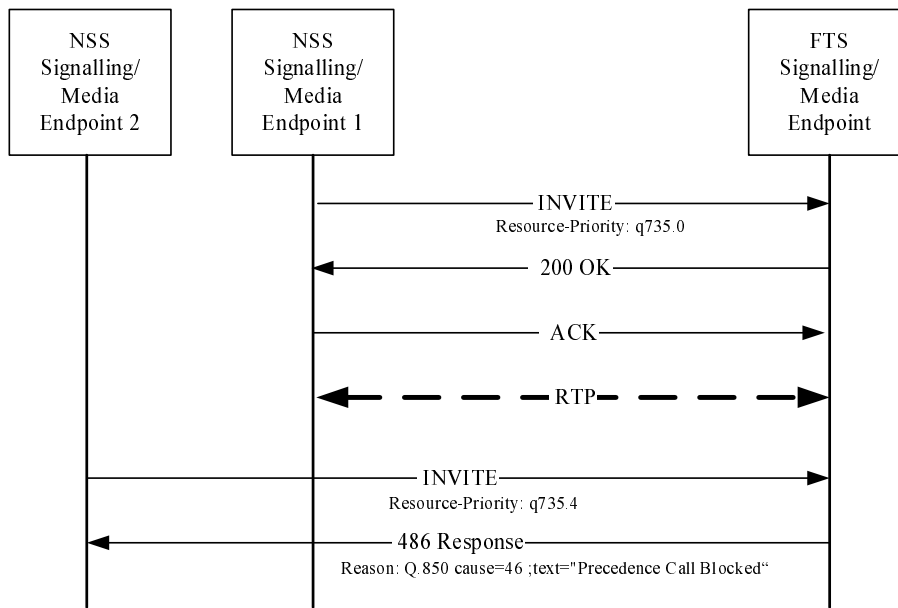 NSS
Signalling/
Media
Endpoint 2
NSS
Signalling/
Media
Endpoint 1
FTS
Signalling/
Media
Endpoint
INVITE
Resource-Priority: q735.0
200 OK
ACK
RTP
INVITE
Resource-Priority: q735.4
486 Response
Reason: Q.850 cause=46 ;text="Precedence Call Blocked“